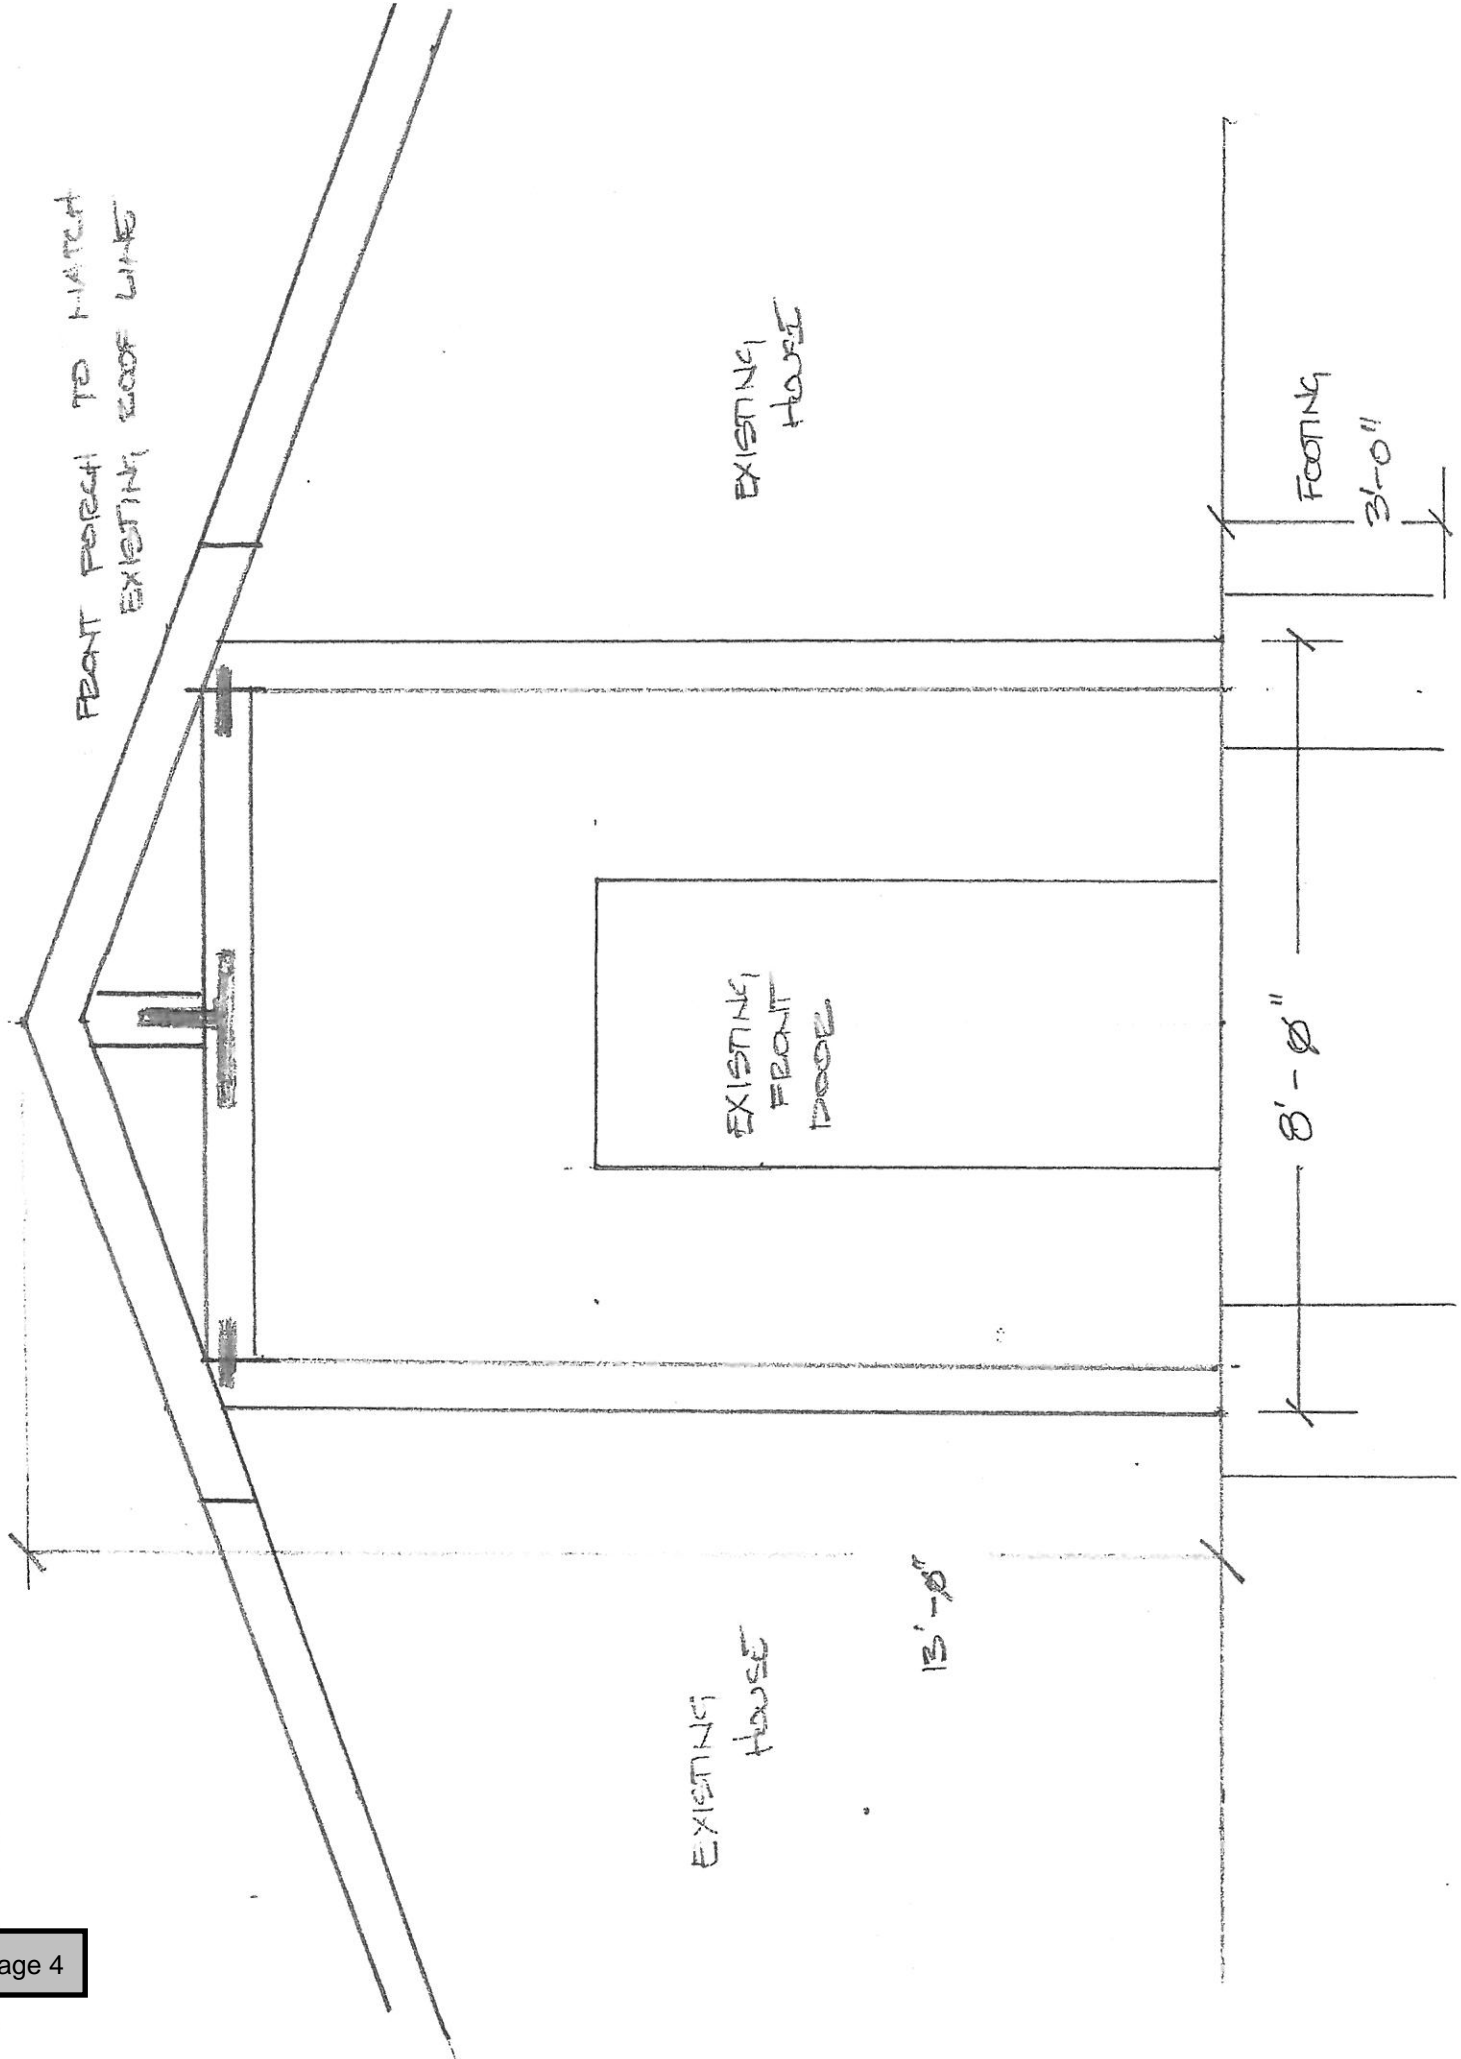 FRONT PORCH TO MATCH
EXISTING ROOF LINE
EXISTING
HOUSE
EXISTING
FRONT
DOOR
EXISTING
HOUSE
13'-0"
8'-0"
FOOTING
3'-0"
age 4